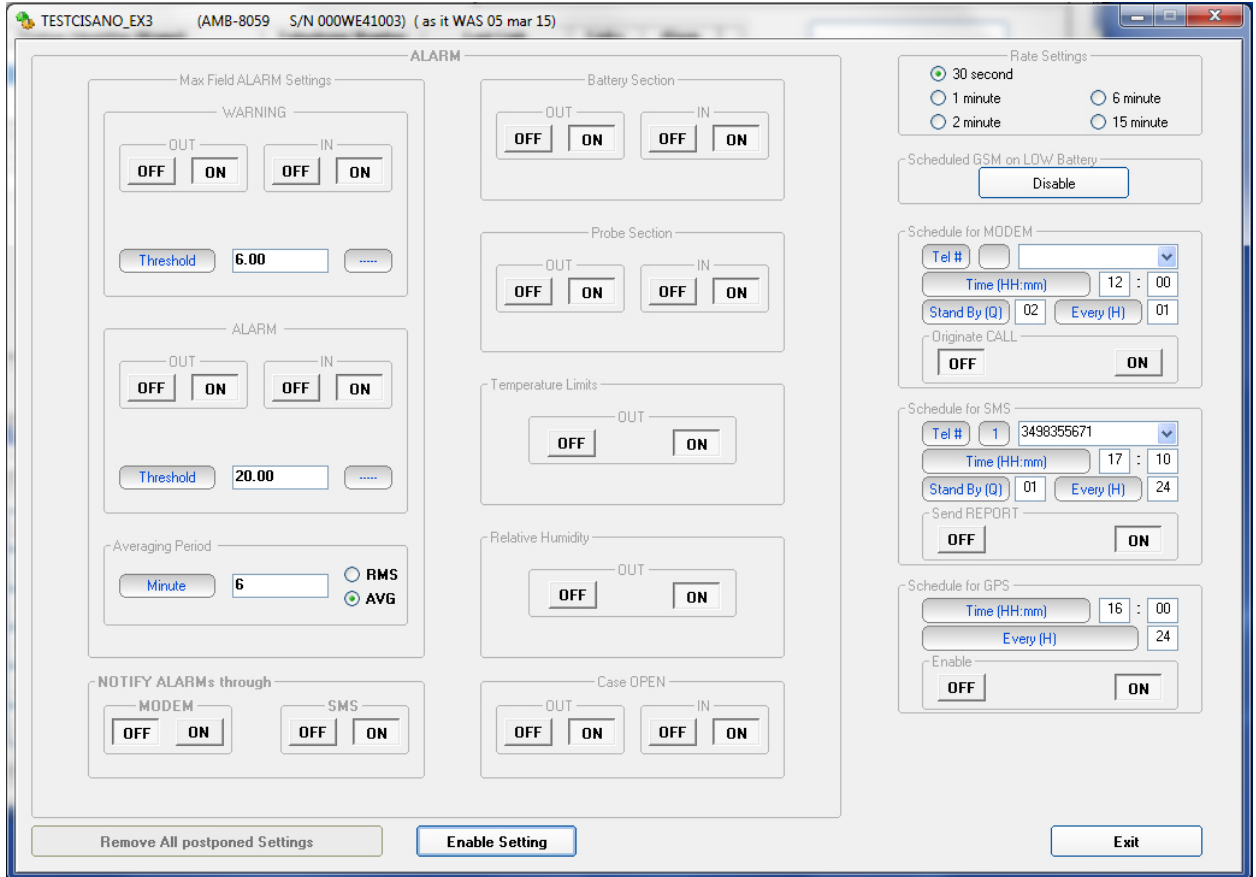 TESTCISANO_EX3 (AMB-8059 S/N 000WE41003) ( as it WAS 05 mar 15)
ALARM
Max Field ALARM Settings
WARNING
OUT IN
OFF ON OFF ON
Threshold 6.00 -----
ALARM
OUT IN
OFF ON OFF ON
Threshold 20.00 -----
Averaging Period
Minute 6 RMS
AVG
NOTIFY ALARMs through
MODEM SMS
OFF ON OFF ON
Battery Section
OUT IN
OFF ON OFF ON
Probe Section
OUT IN
OFF ON OFF ON
Temperature Limits
OUT
OFF ON
Relative Humidity
OUT
OFF ON
Case OPEN
OUT IN
OFF ON OFF ON
Rate Settings
30 second
1 minute 6 minute
2 minute 15 minute
Scheduled GSM on LOW Battery
Disable
Schedule for MODEM
Tel #
Time (HH:mm) 12 : 00
Stand By (Q) 02 Every (H) 01
Originate CALL
OFF ON
Schedule for SMS
Tel # 1 3498355671
Time (HH:mm) 17 : 10
Stand By (Q) 01 Every (H) 24
Send REPORT
OFF ON
Schedule for GPS
Time (HH:mm) 16 : 00
Every (H) 24
Enable
OFF ON
Remove All postponed Settings Enable Setting Exit